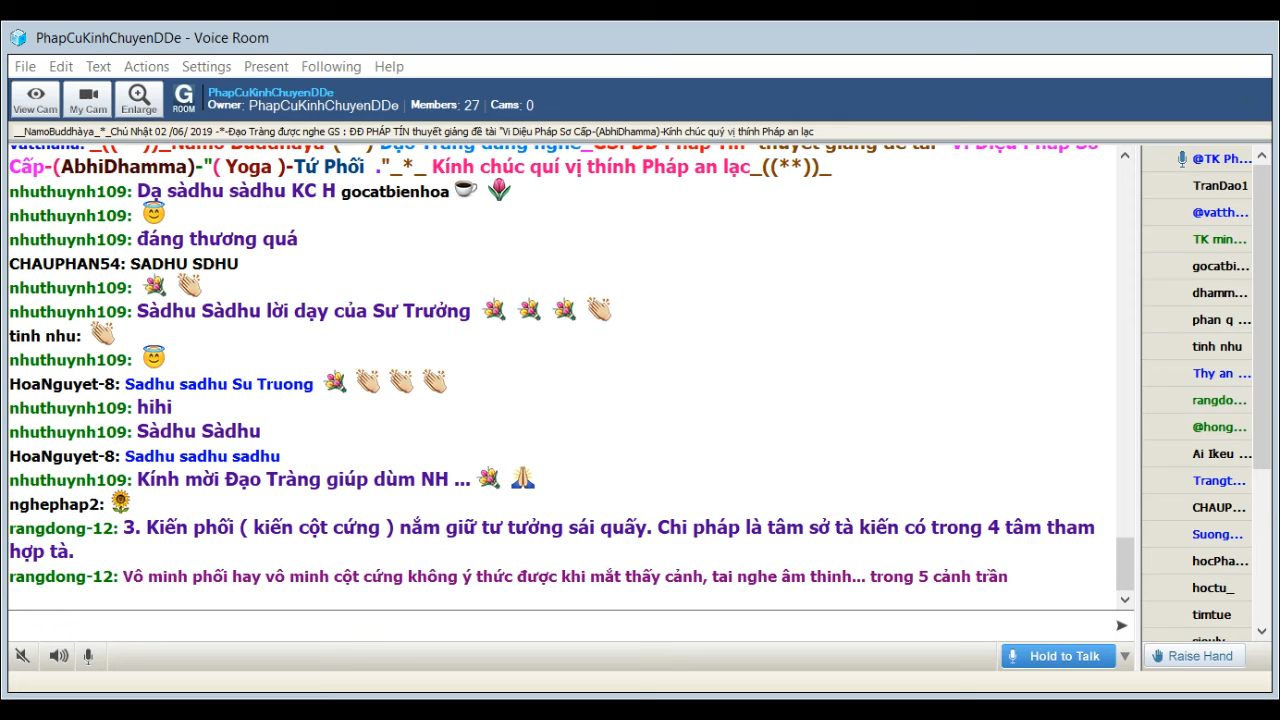 PhapCuKinhChuyenDDe - Voice Room
File Edit Text Actions Settings Present Following Help
View Cam My Cam Enlarge G ROOM
PhapCuKinhChuyenDDe
Owner: PhapCuKinhChuyenDDe Members: 27 Cams: 0
__NamoBuddhàya_*_Chủ Nhật 02 /06/ 2019 -*-Đạo Tràng được nghe GS : ĐĐ PHÁP TÍN thuyết giảng đề tài "Vi Diệu Pháp Sơ Cấp-(AbhiDhamma)-Kính chúc quý vị thính Pháp an lạc
Cấp-(AbhiDhamma)-"( Yoga )-Tứ Phối ."_*_ Kính chúc quí vị thính Pháp an lạc_((**))_
nhuthuynh109: Dạ sàdhu sàdhu KC H gocatbienhoa
nhuthuynh109:
nhuthuynh109: đáng thương quá
CHAUPHAN54: SADHU SDHU
nhuthuynh109:
nhuthuynh109: Sàdhu Sàdhu lời dạy của Sư Trưởng
tinh nhu:
nhuthuynh109:
HoaNguyet-8: Sadhu sadhu Su Truong
nhuthuynh109: hihi
nhuthuynh109: Sàdhu Sàdhu
HoaNguyet-8: Sadhu sadhu sadhu
nhuthuynh109: Kính mời Đạo Tràng giúp dùm NH ...
nghephap2:
rangdong-12: 3. Kiến phối ( kiến cột cứng ) nắm giữ tư tưởng sái quấy. Chi pháp là tâm sở tà kiến có trong 4 tâm tham
hợp tà.
rangdong-12: Vô minh phối hay vô minh cột cứng không ý thức được khi mắt thấy cảnh, tai nghe âm thinh... trong 5 cảnh trần
@TK Ph...
TranDao1
@vatth...
TK min...
gocatbi...
dhamm...
phan q ...
tinh nhu
Thy an ...
rangdo...
@hong...
Ai Ikeu ...
Trangt...
CHAUP...
Suong...
hocPha...
hoctu_
timtue
Hold to Talk
Raise Hand